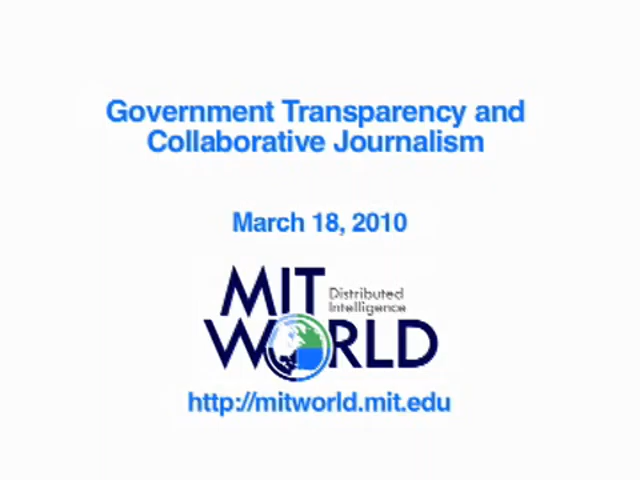 Government Transparency and
Collaborative Journalism
March 18, 2010
MIT
Distributed
Intelligence
WORLD
http://mitworld.mit.edu